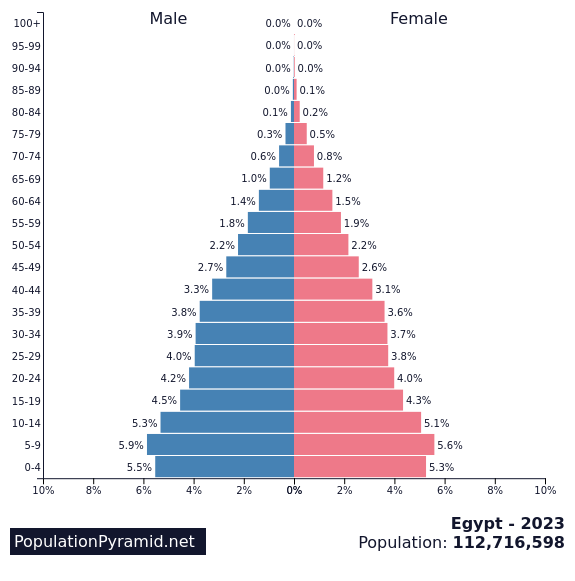 Male Female
100+ 0.0% 0.0%
95-99 0.0% 0.0%
90-94 0.0% 0.0%
85-89 0.0% 0.1%
80-84 0.1% 0.2%
75-79 0.3% 0.5%
70-74 0.6% 0.8%
65-69 1.0% 1.2%
60-64 1.4% 1.5%
55-59 1.8% 1.9%
50-54 2.2% 2.2%
45-49 2.7% 2.6%
40-44 3.3% 3.1%
35-39 3.8% 3.6%
30-34 3.9% 3.7%
25-29 4.0% 3.8%
20-24 4.2% 4.0%
15-19 4.5% 4.3%
10-14 5.3% 5.1%
5-9 5.9% 5.6%
0-4 5.5% 5.3%
10% 8% 6% 4% 2% 0% 2% 4% 6% 8% 10%
Egypt - 2023
PopulationPyramid.net Population: 112,716,598